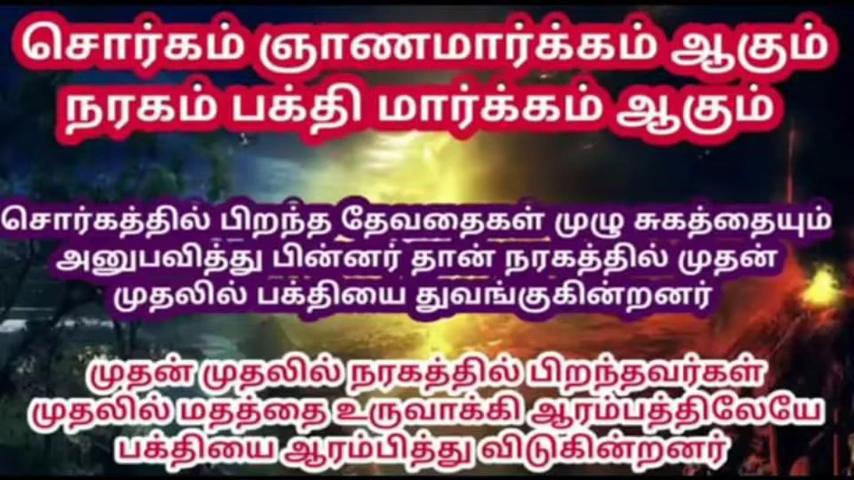 சொர்கம் ஞாணமார்க்கம் ஆகும்
நரகம் பக்தி மார்க்கம் ஆகும்
சொர்கத்தில் பிறந்த தேவதைகள் முழு சுகத்தையும்
அனுபவித்து பின்னர் தான் நரகத்தில் முதன்
முதலில் பக்தியை துவங்குகின்றனர்
முதன் முதலில் நரகத்தில் பிறந்தவர்கள்
முதலில் மதத்தை உருவாக்கி ஆரம்பத்திலேயே
பக்தியை ஆரம்பித்து விடுகின்றனர்